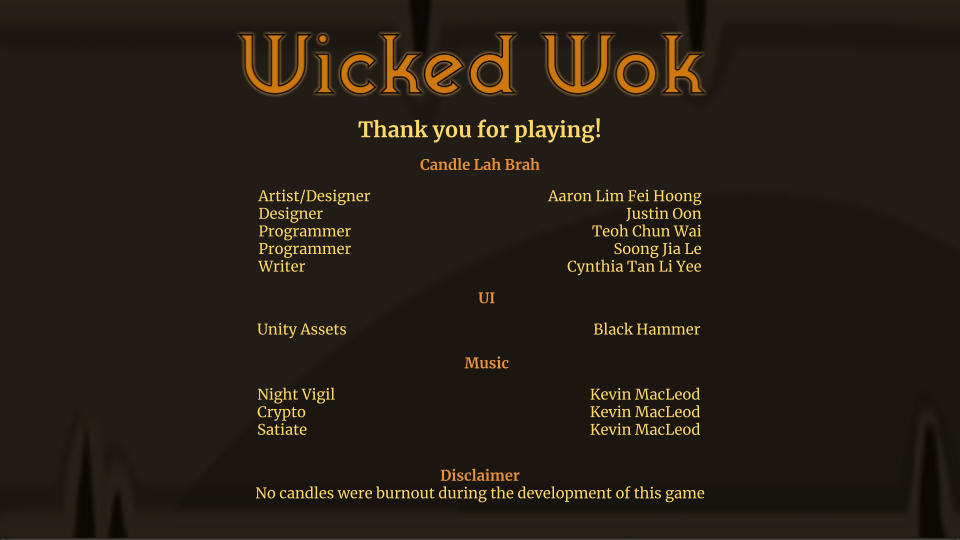 Wicked Wok
Thank you for playing!
Candle Lah Brah
Artist/Designer Aaron Lim Fei Hoong
Designer Justin Oon
Programmer Teoh Chun Wai
Programmer Soong Jia Le
Writer Cynthia Tan Li Yee
UI
Unity Assets Black Hammer
Music
Night Vigil Kevin MacLeod
Crypto Kevin MacLeod
Satiate Kevin MacLeod
Disclaimer
No candles were burnout during the development of this game